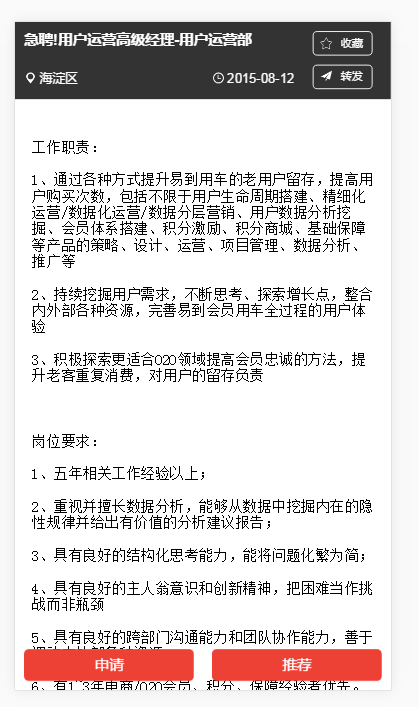 急聘!用户运营高级经理-用户运营部
收藏
海淀区
2015-08-12
转发
工作职责：
1、通过各种方式提升易到用车的老用户留存，提高用
户购买次数，包括不限于用户生命周期搭建、精细化
运营/数据化运营/数据分层营销、用户数据分析挖
掘、会员体系搭建、积分激励、积分商城、基础保障
等产品的策略、设计、运营、项目管理、数据分析、
推广等
2、持续挖掘用户需求，不断思考、探索增长点，整合
内外部各种资源，完善易到会员用车全过程的用户体
验
3、积极探索更适合O2O领域提高会员忠诚的方法，提
升老客重复消费，对用户的留存负责
岗位要求：
1、五年相关工作经验以上；
2、重视并擅长数据分析，能够从数据中挖掘内在的隐
性规律并给出有价值的分析建议报告；
3、具有良好的结构化思考能力，能将问题化繁为简；
4、具有良好的主人翁意识和创新精神，把困难当作挑
战而非瓶颈
5、具有良好的跨部门沟通能力和团队协作能力，善于
申请
推荐
6、有1 3年电商/O2O会员、积分、保障经验者优先。